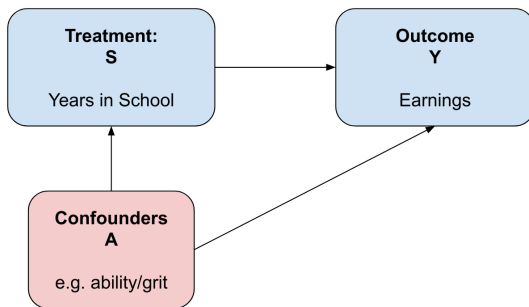 Treatment:
S
Years in School
Outcome
Y
Earnings
Confounders
A
e.g. ability/grit